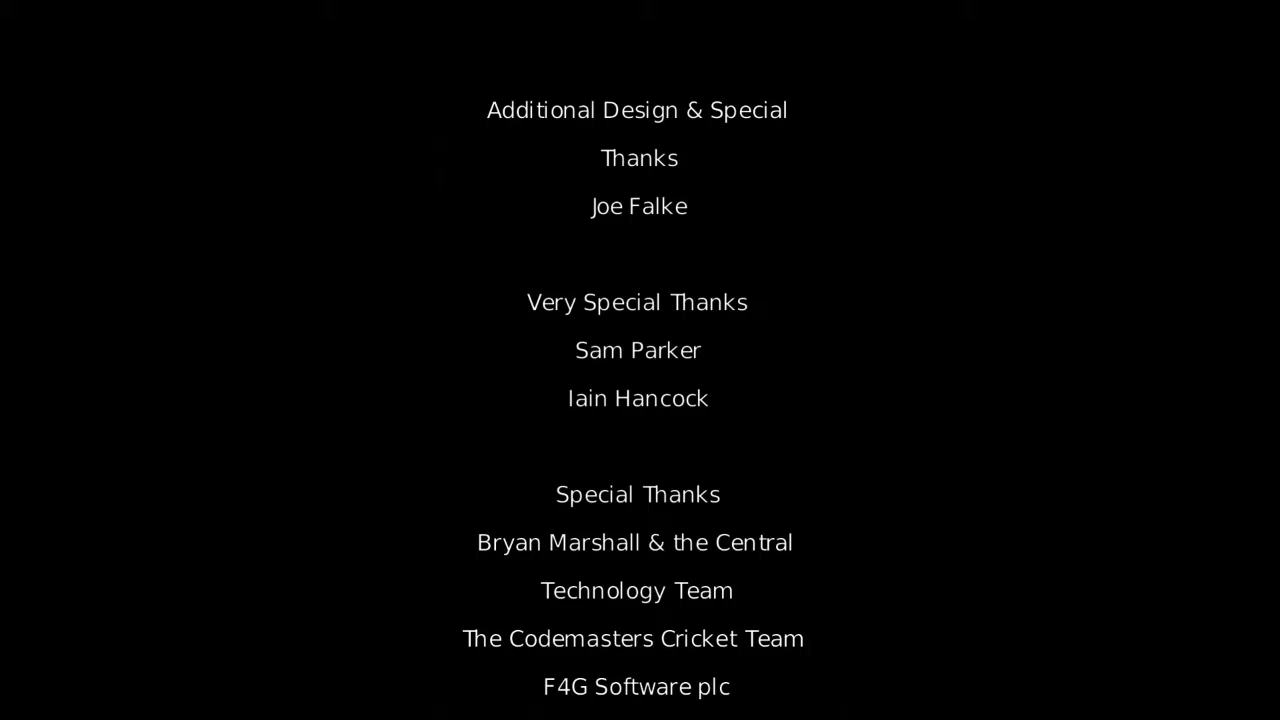 Additional Design & Special
Thanks
Joe Falke
Very Special Thanks
Sam Parker
Iain Hancock
Special Thanks
Bryan Marshall & the Central
Technology Team
The Codemasters Cricket Team
F4G Software plc